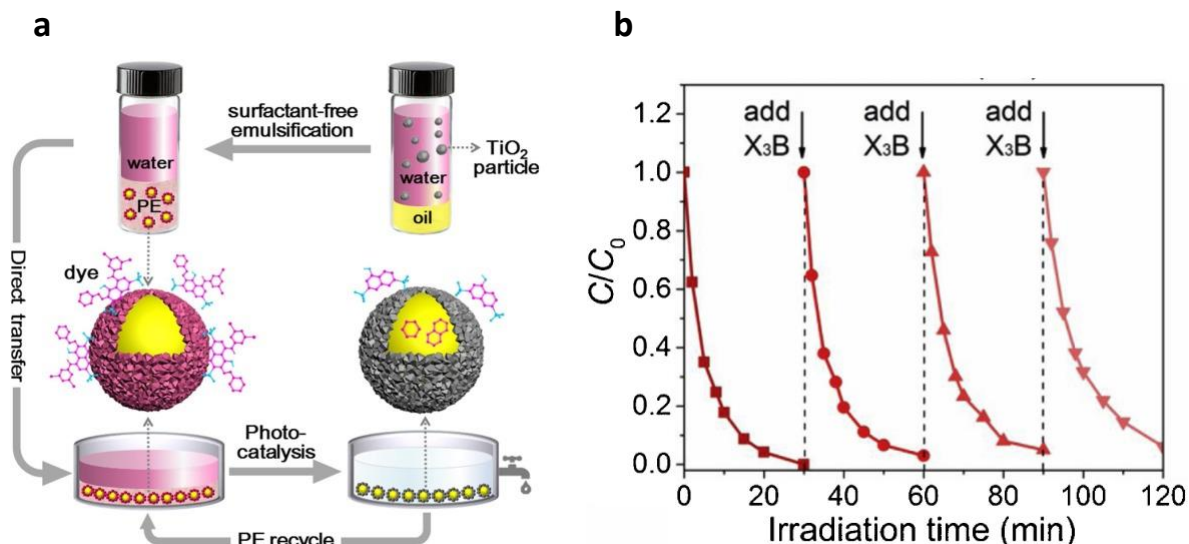 a
surfactant-free
emulsification
water
PE
TiO2
particle
water
oil
Direct transfer
dye
Photo-
catalysis
PE recycle
b
1.2
1.0
0.8
0.6
0.4
0.2
0.0
C/C0
add
X3B
add
X3B
add
X3B
0 20 40 60 80 100 120
Irradiation time (min)